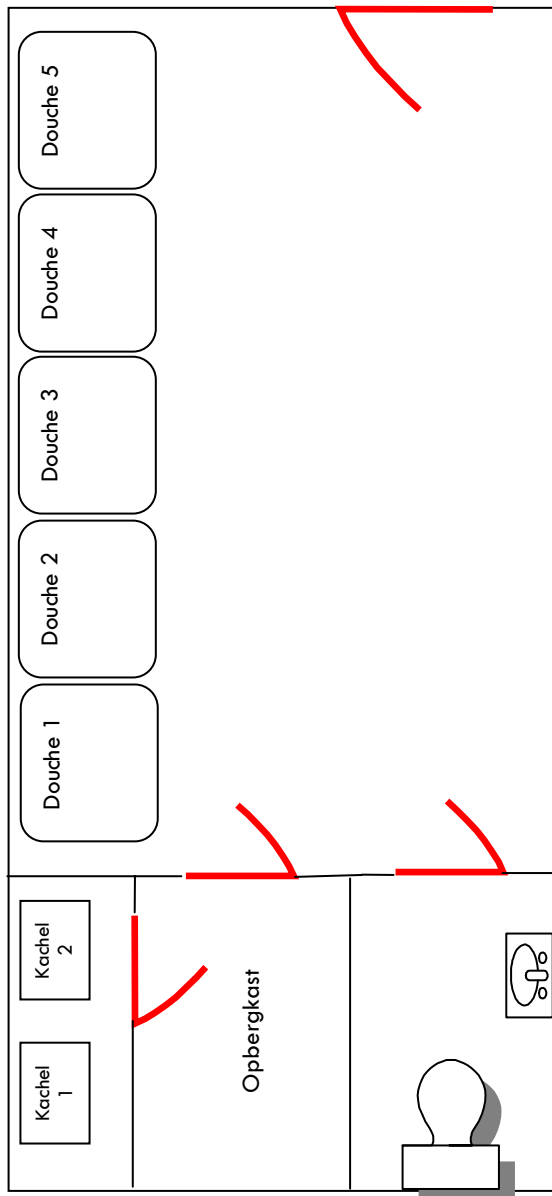 Douche 5
Douche 4
Douche 3
Douche 2
Douche 1
Kachel
2
Kachel
1
Opbergkast